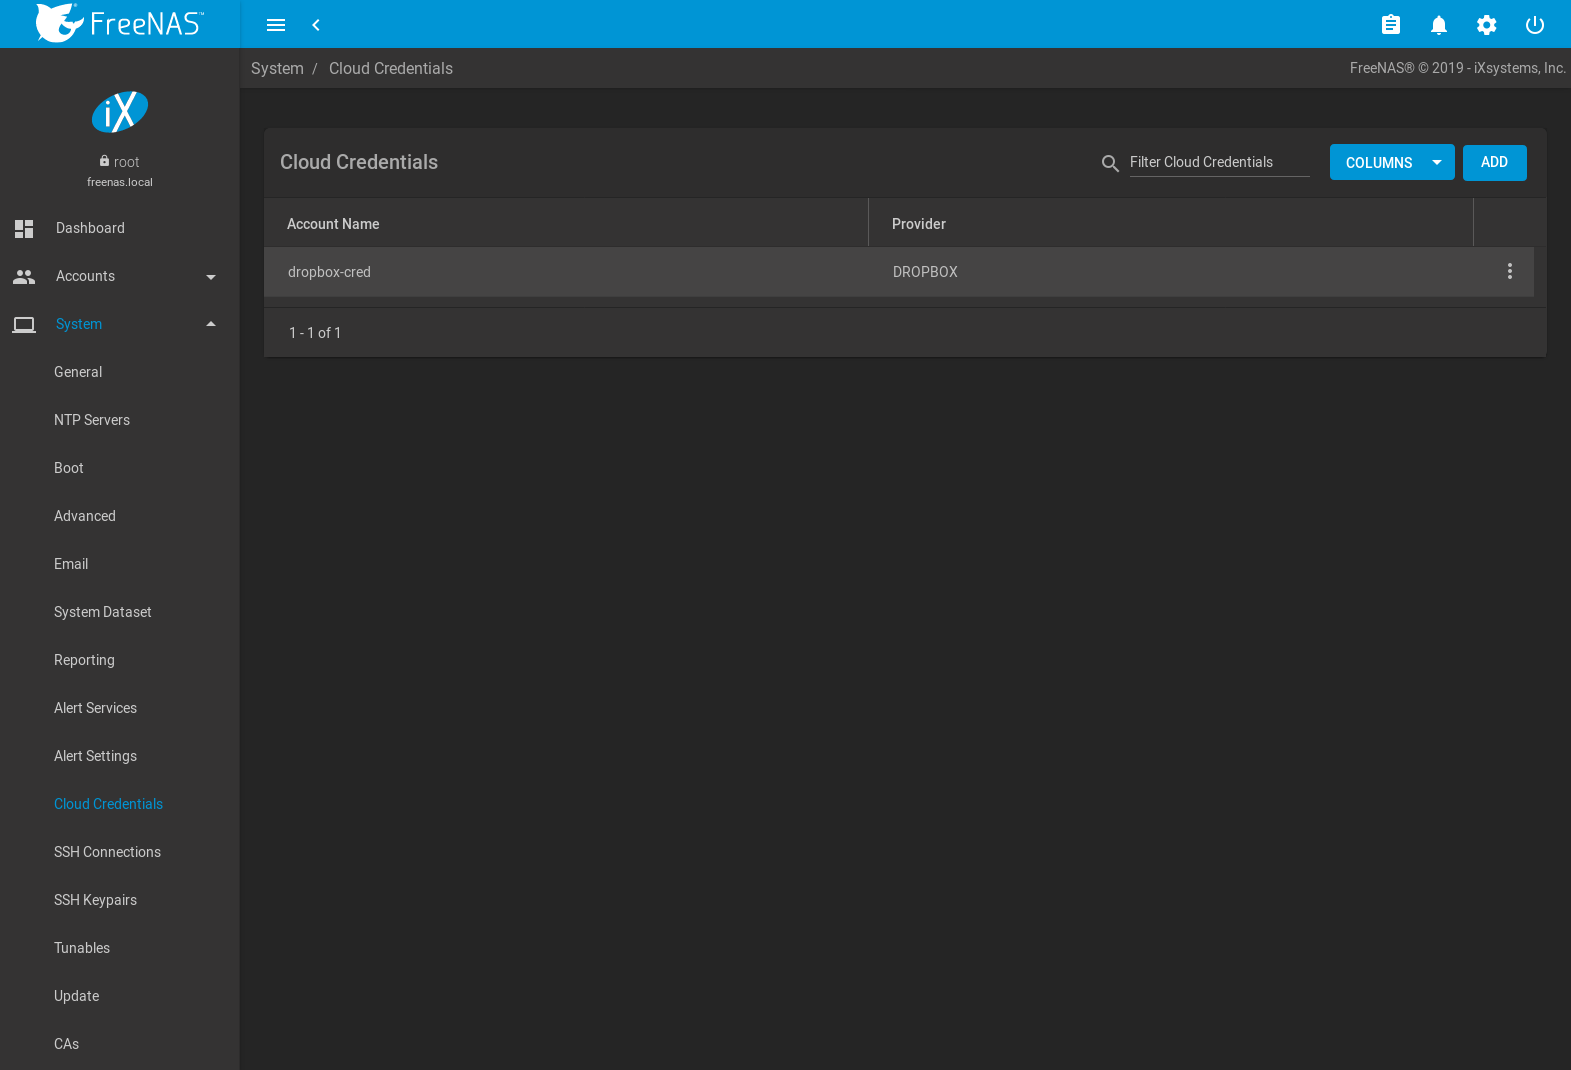 FreeNAS™
System / Cloud Credentials
FreeNAS® © 2019 - iXsystems, Inc.
iX
root
freenas.local
Dashboard
Accounts
System
General
NTP Servers
Boot
Advanced
Email
System Dataset
Reporting
Alert Services
Alert Settings
Cloud Credentials
SSH Connections
SSH Keypairs
Tunables
Update
CAs
Cloud Credentials
Filter Cloud Credentials
COLUMNS
ADD
Account Name Provider
dropbox-cred DROPBOX
1 - 1 of 1